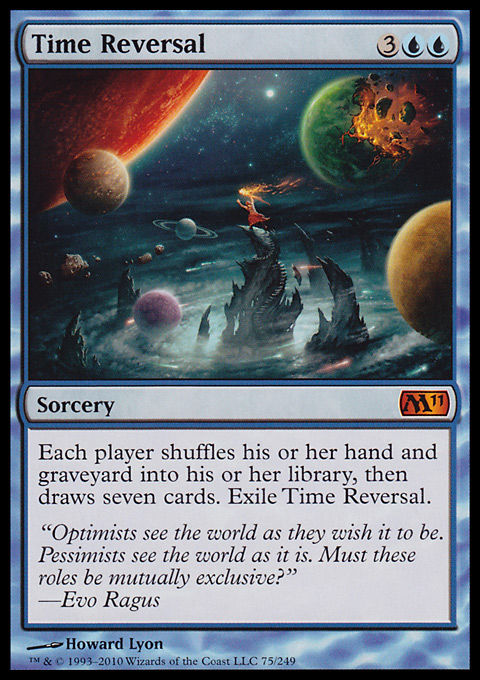 Time Reversal 3
Sorcery M11
Each player shuffles his or her hand and
graveyard into his or her library, then
draws seven cards. Exile Time Reversal.
“Optimists see the world as they wish it to be.
Pessimists see the world as it is. Must these
roles be mutually exclusive?”
—Evo Ragus
Howard Lyon
™ & © 1993–2010 Wizards of the Coast LLC 75/249